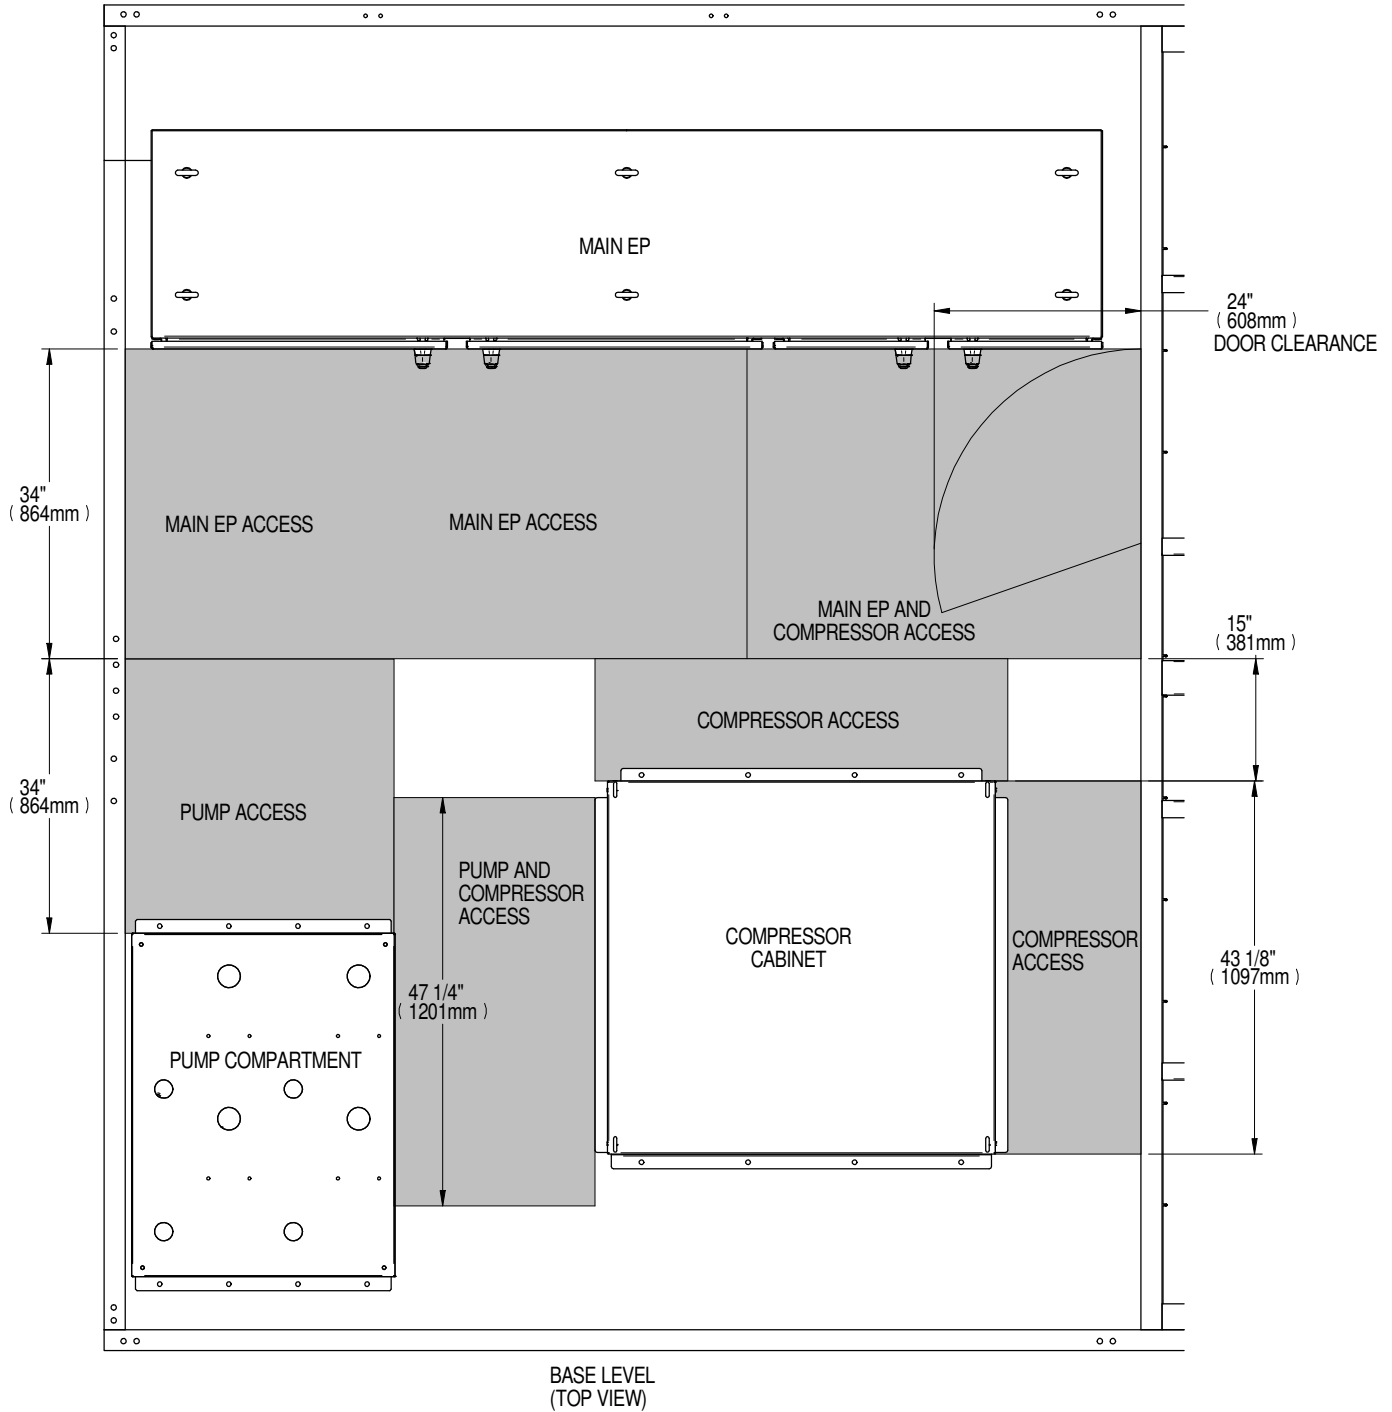 MAIN EP
24"
( 608mm )
DOOR CLEARANCE
34"
( 864mm )
MAIN EP ACCESS
MAIN EP ACCESS
MAIN EP AND
COMPRESSOR ACCESS
15"
( 381mm )
COMPRESSOR ACCESS
34"
( 864mm )
PUMP ACCESS
PUMP AND
COMPRESSOR
ACCESS
COMPRESSOR
CABINET
COMPRESSOR
ACCESS
43 1/8"
( 1097mm )
47 1/4"
( 1201mm )
PUMP COMPARTMENT
BASE LEVEL
(TOP VIEW)